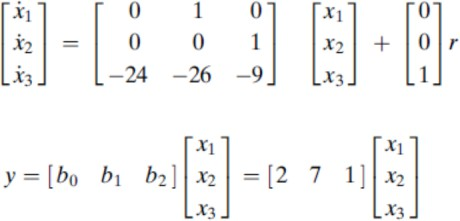 [ẋ₁ ẋ₂ ẋ₃] = [0 1 0; 0 0 1; −24 −26 −9] [x₁ x₂ x₃] + [0 0 1] r
y = [b₀ b₁ b₂] [x₁ x₂ x₃] = [2 7 1] [x₁ x₂ x₃]